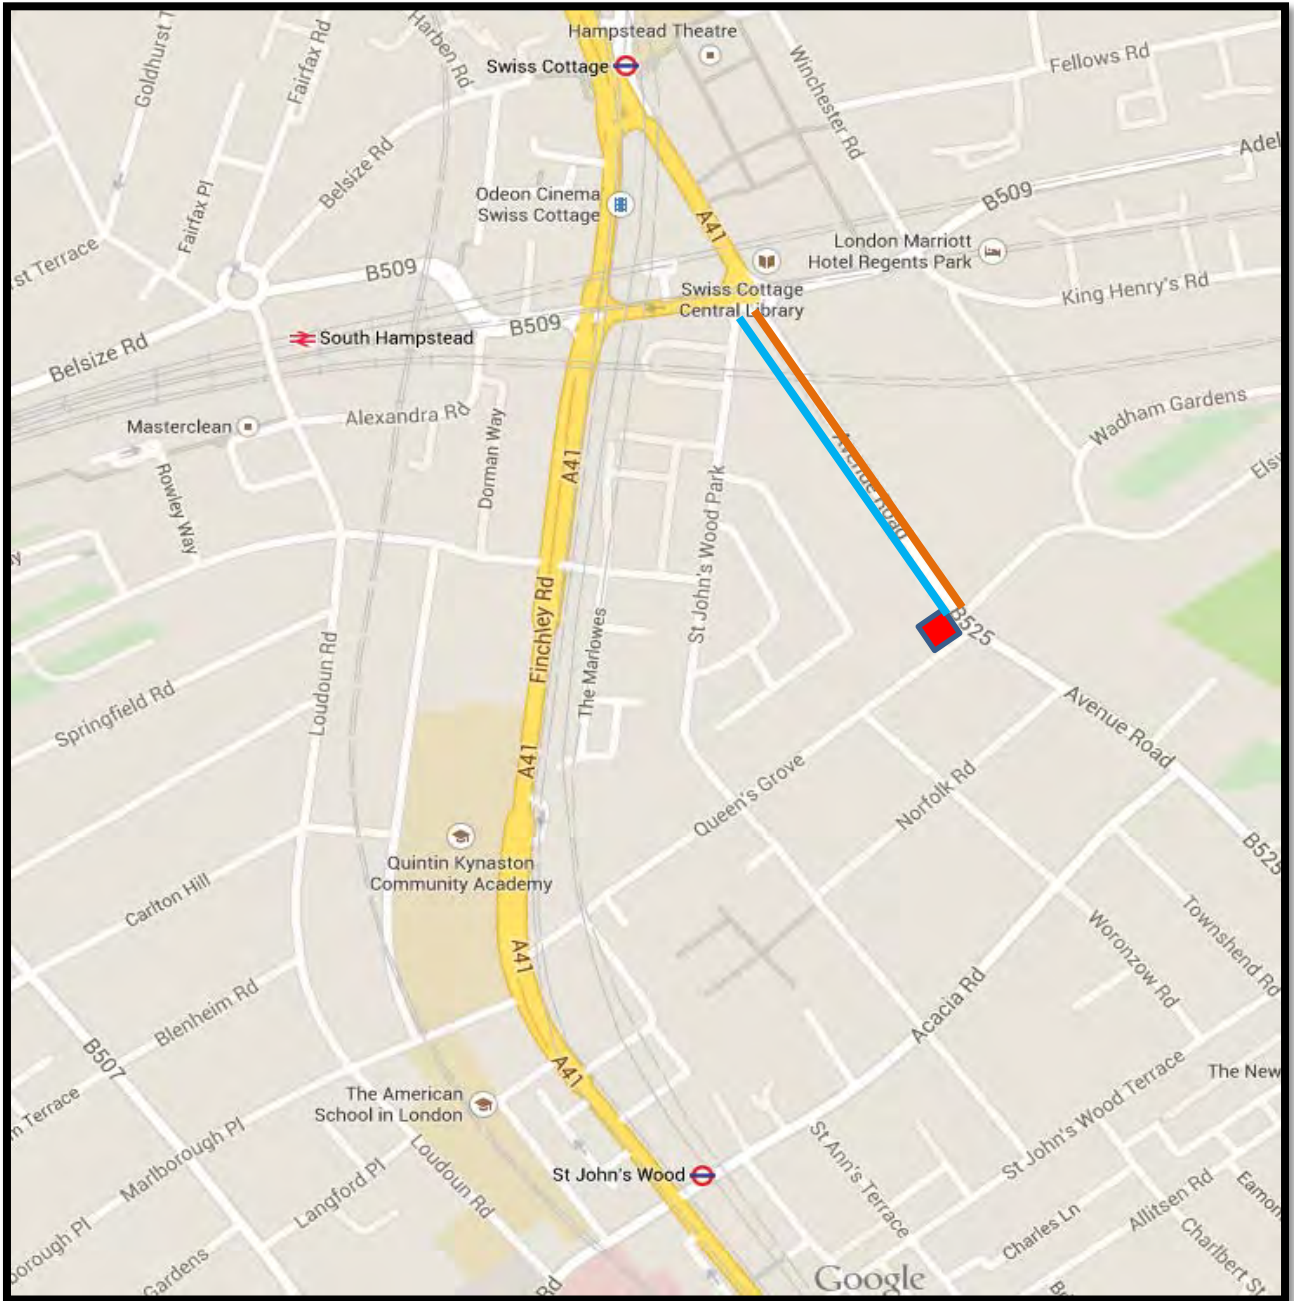 Hampstead Theatre
Swiss Cottage
Goldhurst T
Fairfax Rd
Harben Rd
Winchester Rd
Fellows Rd
Adel
Belsize Rd
Fairfax Pl
Odeon Cinema
Swiss Cottage
A41
B509
London Marriott
Hotel Regents Park
rst Terrace
B509
Swiss Cottage
Central Library
King Henry's Rd
B509
South Hampstead
Belsize Rd
Masterclean
Alexandra Rd
Wadham Gardens
Dorman Way
A41
Avenue Road
Rowley Way
St John's Wood Park
Finchley Rd
The Marlowes
B525
Loudoun Rd
Springfield Rd
Avenue Road
A41
Queen's Grove
Norfolk Rd
Quintin Kynaston
Community Academy
B525
Carlton Hill
A41
Woronzow Rd
Townshend Rd
Blenheim Rd
Acacia Rd
B507
A41
The New
The American
School in London
n Terrace
Marlborough Pl
St John's Wood Terrace
St Ann's Terrace
Loudoun Rd
Langford Pl
St John's Wood
Allitsen Rd
Eamon
Charles Ln
Charlbert St
borough Pl
Gardens
Rd
Google